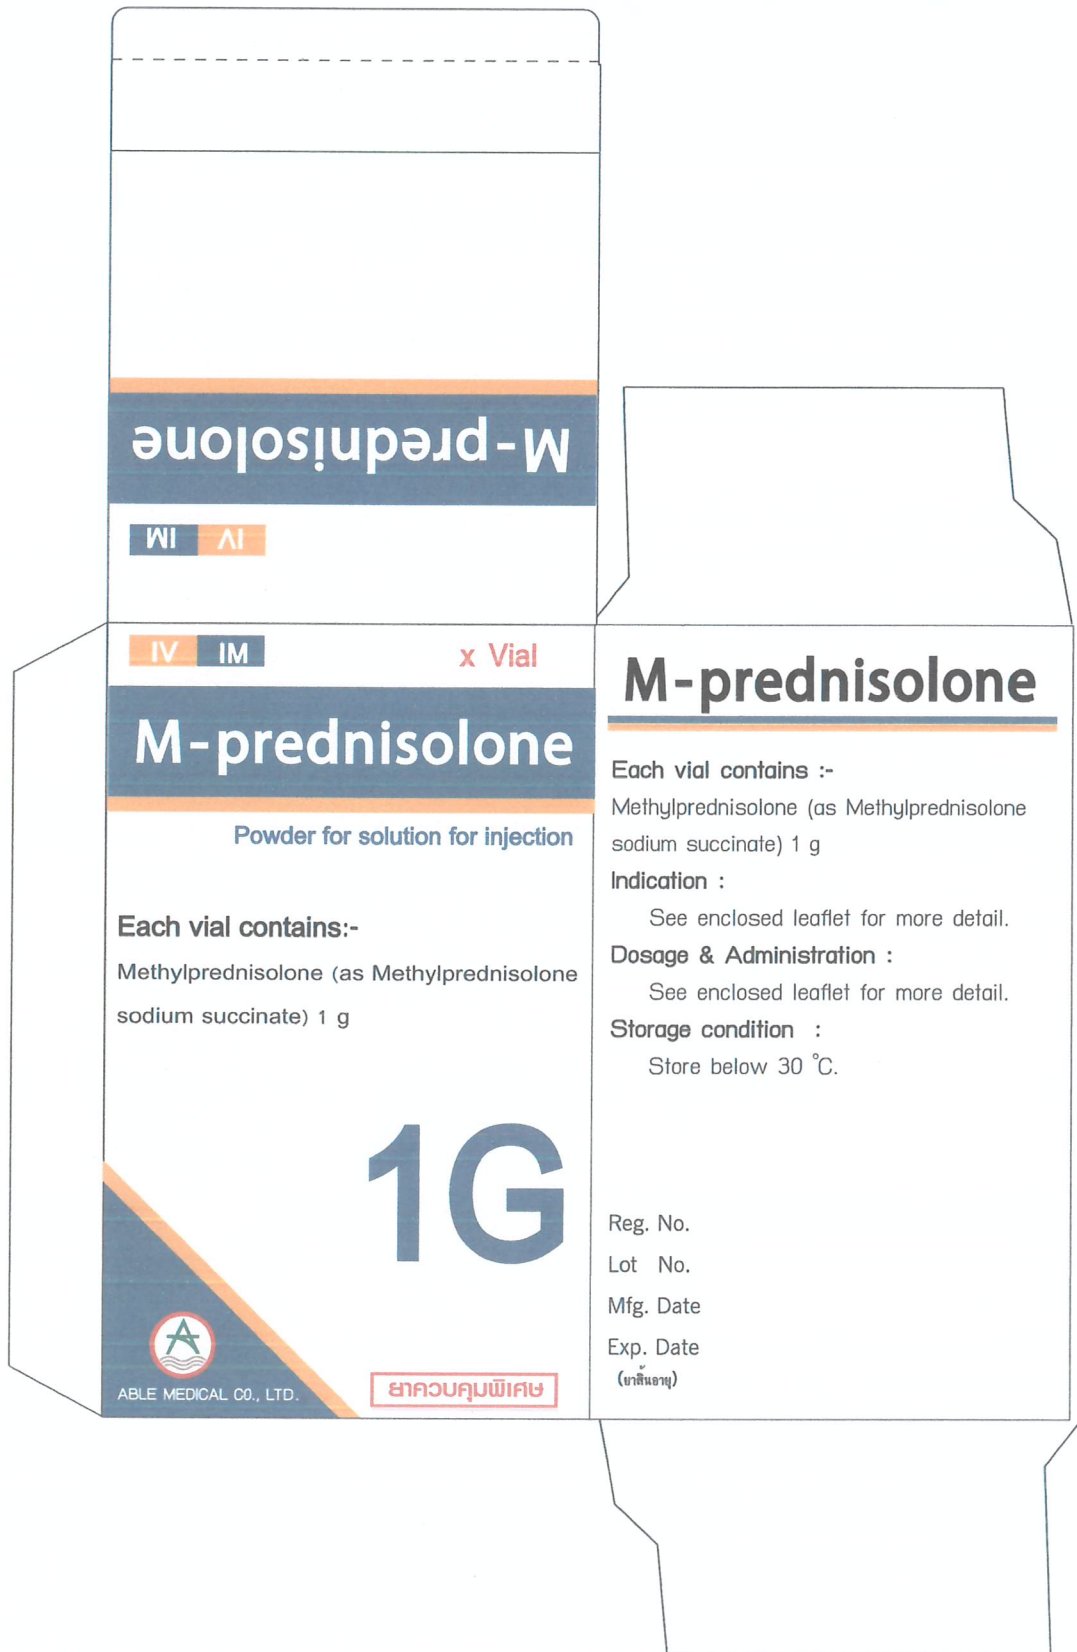 M-prednisolone
IM IV
IV IM
x Vial
M-prednisolone
Powder for solution for injection
Each vial contains:-
Methylprednisolone (as Methylprednisolone
sodium succinate) 1 g
1G
ABLE MEDICAL CO., LTD.
ยาควบคุมพิเศษ
M-prednisolone
Each vial contains :-
Methylprednisolone (as Methylprednisolone
sodium succinate) 1 g
Indication :
See enclosed leaflet for more detail.
Dosage & Administration :
See enclosed leaflet for more detail.
Storage condition :
Store below 30 °C.
Reg. No.
Lot No.
Mfg. Date
Exp. Date
(ยาสิ้นอายุ)